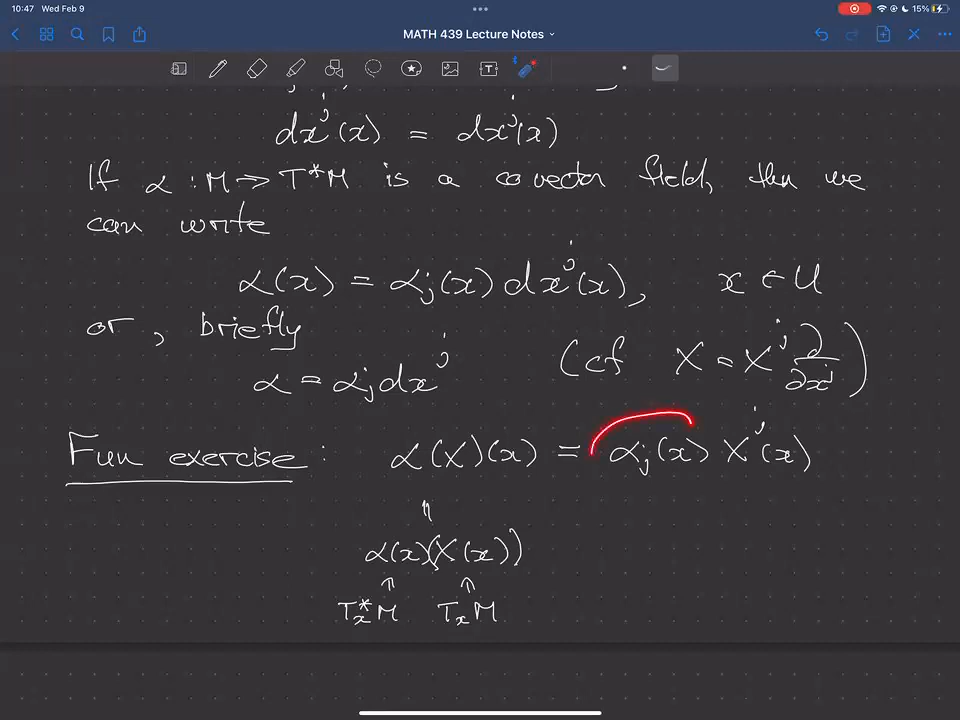 10:47 Wed Feb 9
15%
MATH 439 Lecture Notes
dx^j(x) = dx^j(x)
If α : M → T*M is a covector field, then we
can write
α(x) = α_j(x) dx^j(x), x ∈ U
or, briefly
α = α_j dx^j (cf X = X^j ∂/∂x^j)
Fun exercise : α(X)(x) = α_j(x) X^j(x)
"
α(x)(X(x))
↑ ↑
T_x^*M T_xM